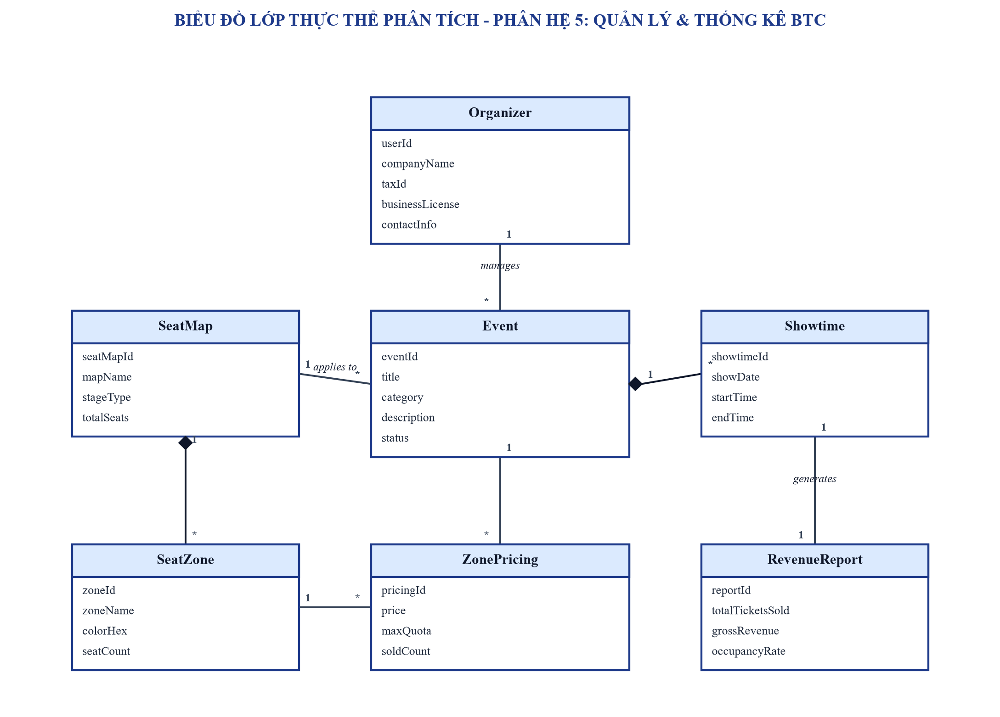 BIỂU ĐỒ LỚP THỰC THỂ PHÂN TÍCH - PHÂN HỆ 5: QUẢN LÝ & THỐNG KÊ BTC
Organizer
userId
companyName
taxId
businessLicense
contactInfo
1
manages
*
SeatMap
seatMapId
mapName
stageType
totalSeats
1
applies to
*
Event
eventId
title
category
description
status
1
1
*
Showtime
showtimeId
showDate
startTime
endTime
1
1
*
*
generates
1
SeatZone
zoneId
zoneName
colorHex
seatCount
1
*
ZonePricing
pricingId
price
maxQuota
soldCount
RevenueReport
reportId
totalTicketsSold
grossRevenue
occupancyRate